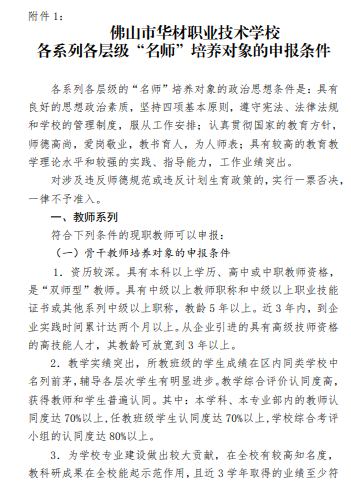 附件 1：
佛山市华材职业技术学校
各系列各层级“名师”培养对象的申报条件
各系列各层级的“名师”培养对象的政治思想条件是：具有
良好的思想政治素质，坚持四项基本原则，遵守宪法、法律法规
和学校的管理制度，服从工作安排；认真贯彻国家的教育方针，
师德高尚，爱岗敬业，教书育人，为人师表；具有较高的教育教
学理论水平和较强的实践、指导能力，工作业绩突出。
对涉及违反师德规范或违反计划生育政策的，实行一票否决，
一律不予准入。
一、教师系列
符合下列条件的现职教师可以申报：
（一）骨干教师培养对象的申报条件
1．资历较深。具有本科以上学历、高中或中职教师资格，
是“双师型”教师。具有中级以上教师职称和中级以上职业技能
证书或其他系列中级以上职称，教龄 5 年以上。近 3 年内，到企
业实践时间累计达两个月以上。从企业引进的具有高级技师资格
的高技能人才，其教龄可放宽到 3 年以上。
2．教学实绩突出，所教班级的学生成绩在区内同类学校中
名列前茅，辅导各层次学生有明显进步。教学综合评价认同度高，
获得教师和学生普遍认同。其中：本学科、本专业部内的教师认
同度达 70%以上，任教班级学生认同度达 70%以上，学校综合考评
小组的认同度达 80%以上。
3．为学校专业建设做出较大贡献，在全校有较高知名度，
教科研成果在全校能起示范作用，且近 3 学年取得的业绩至少符